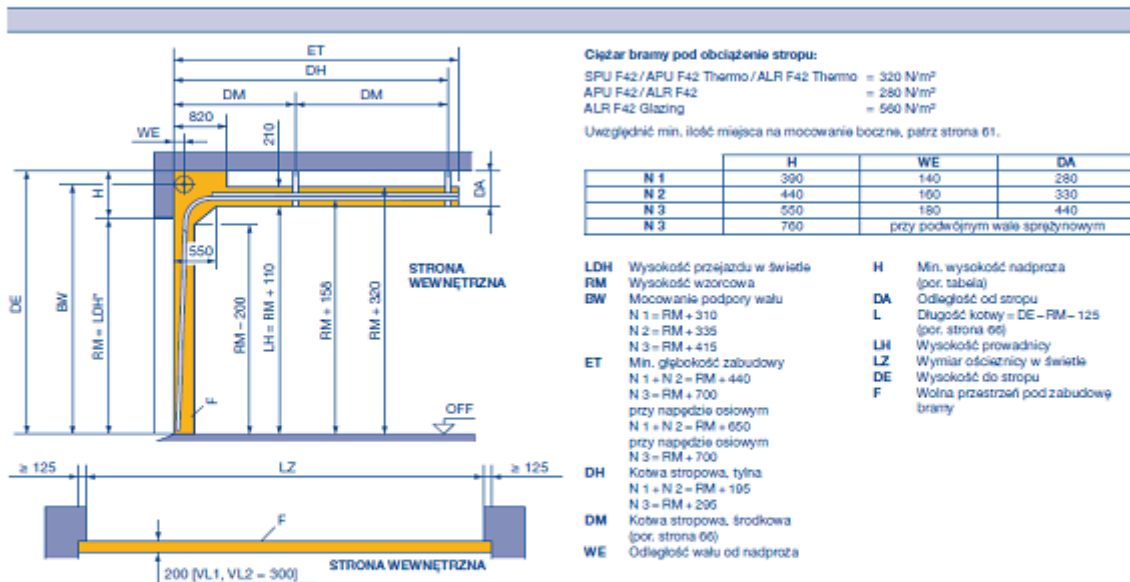 ET
DH
DM
DM
820
WE
210
H
DA
DE
BW
RM = LDH*
550
RM – 200
LH = RM + 110
RM + 158
RM + 320
STRONA
WEWNĘTRZNA
F
OFF
≥ 125
LZ
≥ 125
F
STRONA WEWNĘTRZNA
200 [VL1, VL2 = 300]
Ciężar bramy pod obciążenie stropu:
SPU F42 / APU F42 Thermo / ALR F42 Thermo = 320 N/m²
APU F42 / ALR F42 = 280 N/m²
ALR F42 Glazing = 560 N/m²
Uwzględnić min. ilość miejsca na mocowanie boczne, patrz strona 61.
H WE DA
N 1 390 140 280
N 2 440 160 330
N 3 550 180 440
N 3 760 przy podwójnym wale sprężynowym
LDH Wysokość przejazdu w świetle
RM Wysokość wzorcowa
BW Mocowanie podpory wału
N 1 = RM + 310
N 2 = RM + 335
N 3 = RM + 415
ET Min. głębokość zabudowy
N 1 + N 2 = RM + 440
N 3 = RM + 700
przy napędzie osiowym
N 1 + N 2 = RM + 650
przy napędzie osiowym
N 3 = RM + 700
DH Kotwa stropowa, tylna
N 1 + N 2 = RM + 195
N 3 = RM + 295
DM Kotwa stropowa, środkowa
(por. strona 66)
WE Odległość wału od nadproża
H Min. wysokość nadproża
(por. tabela)
DA Odległość od stropu
L Długość kotwy = DE – RM – 125
(por. strona 66)
LH Wysokość prowadnicy
LZ Wymiar ościeżnicy w świetle
DE Wysokość do stropu
F Wolna przestrzeń pod zabudowę
bramy